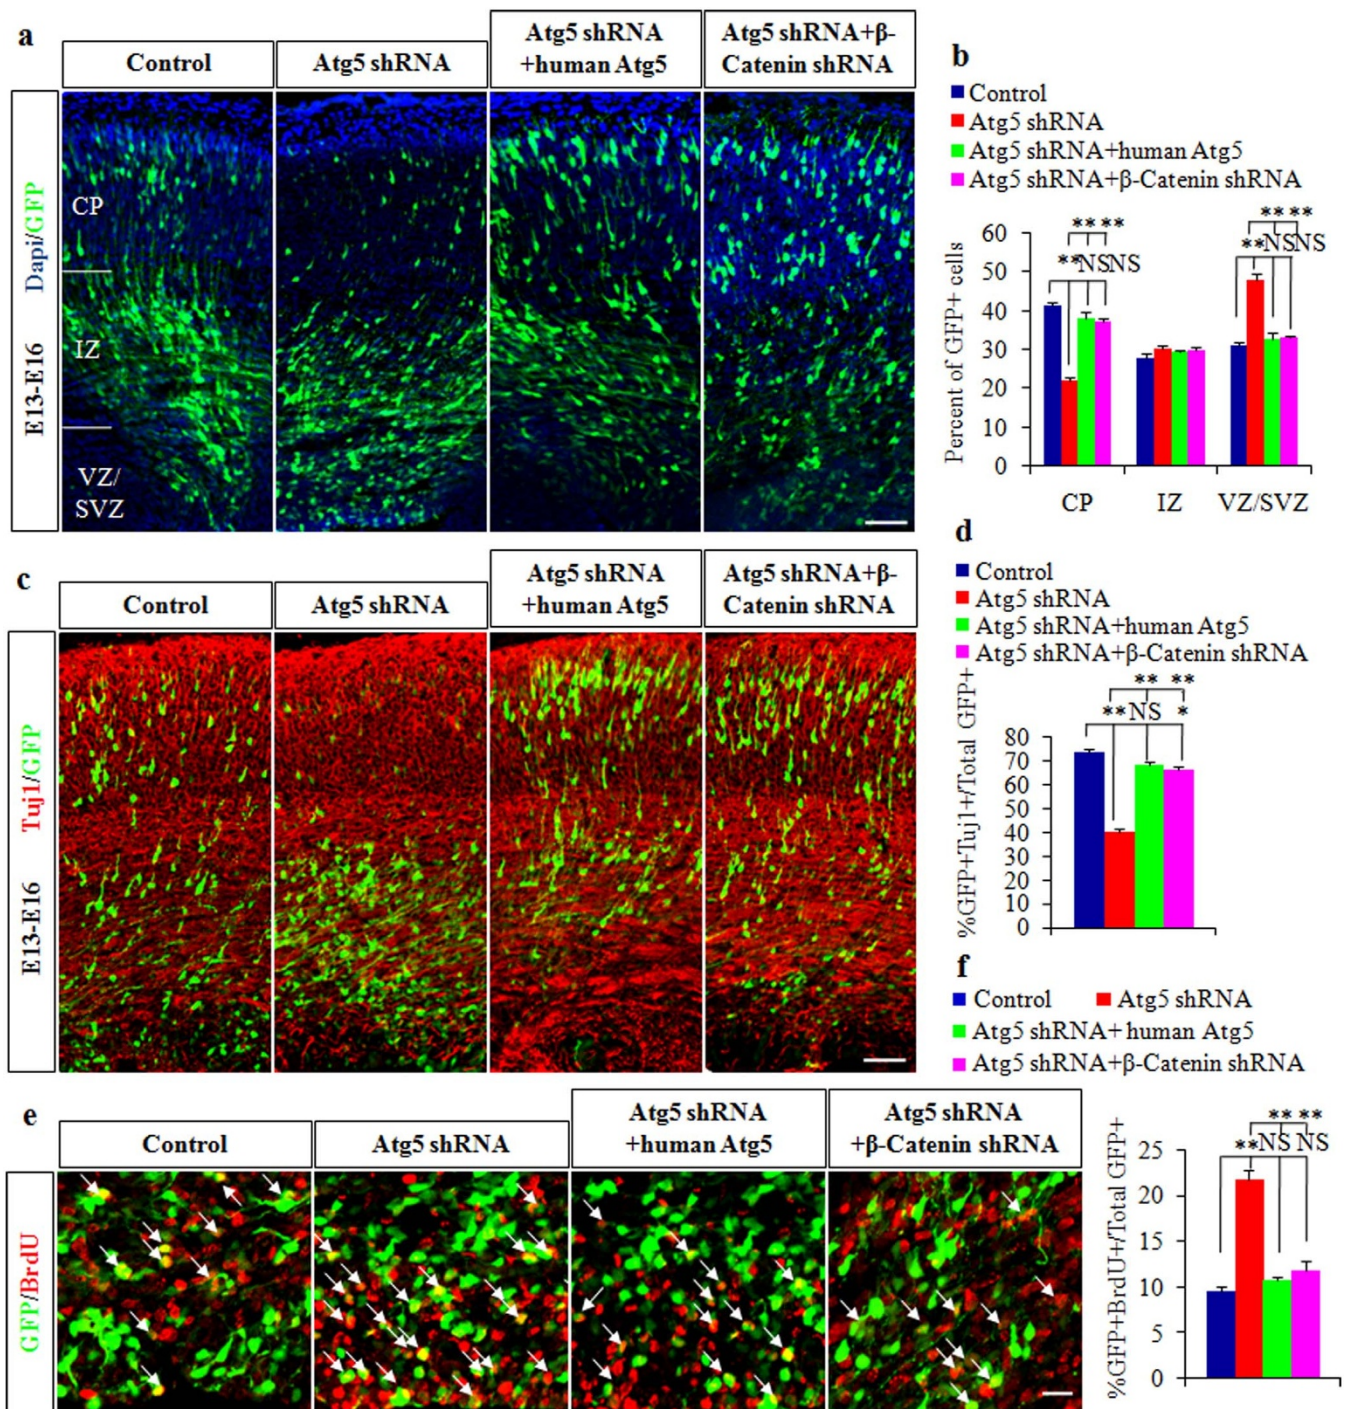 a
Control
Atg5 shRNA
Atg5 shRNA
+human Atg5
Atg5 shRNA+β-
Catenin shRNA
E13-E16 Dapi/GFP
CP
IZ
VZ/
SVZ
b
Control
Atg5 shRNA
Atg5 shRNA+human Atg5
Atg5 shRNA+β-Catenin shRNA
Percent of GFP+ cells
** **
**NSNS
** **
**NSNS
60
50
40
30
20
10
0
CP IZ VZ/SVZ
c
Control
Atg5 shRNA
Atg5 shRNA
+human Atg5
Atg5 shRNA+β-
Catenin shRNA
E13-E16 Tuj1/GFP
d
Control
Atg5 shRNA
Atg5 shRNA+human Atg5
Atg5 shRNA+β-Catenin shRNA
%GFP+Tuj1+/Total GFP+
** **
** NS *
80
70
60
50
40
30
20
10
0
e
Control
Atg5 shRNA
Atg5 shRNA
+human Atg5
Atg5 shRNA
+β-Catenin shRNA
GFP/BrdU
f
Control Atg5 shRNA
Atg5 shRNA+human Atg5
Atg5 shRNA+β-Catenin shRNA
%GFP+BrdU+/Total GFP+
** **
**NS NS
25
20
15
10
5
0